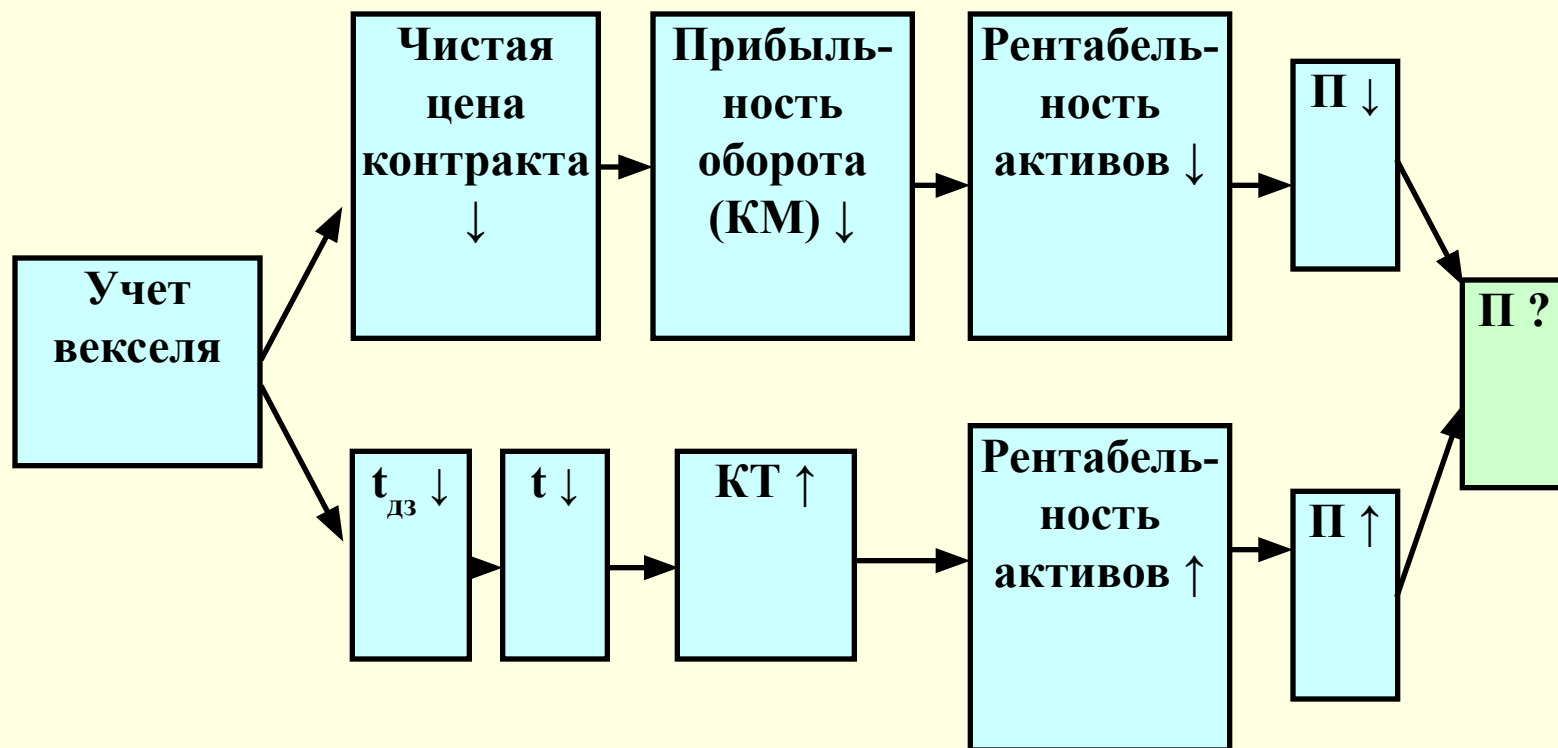 Учет
векселя
Чистая
цена
контракта
↓
Прибыль-
ность
оборота
(КМ) ↓
Рентабель-
ность
активов ↓
П ↓
tдз ↓
t ↓
КТ ↑
Рентабель-
ность
активов ↑
П ↑
П ?